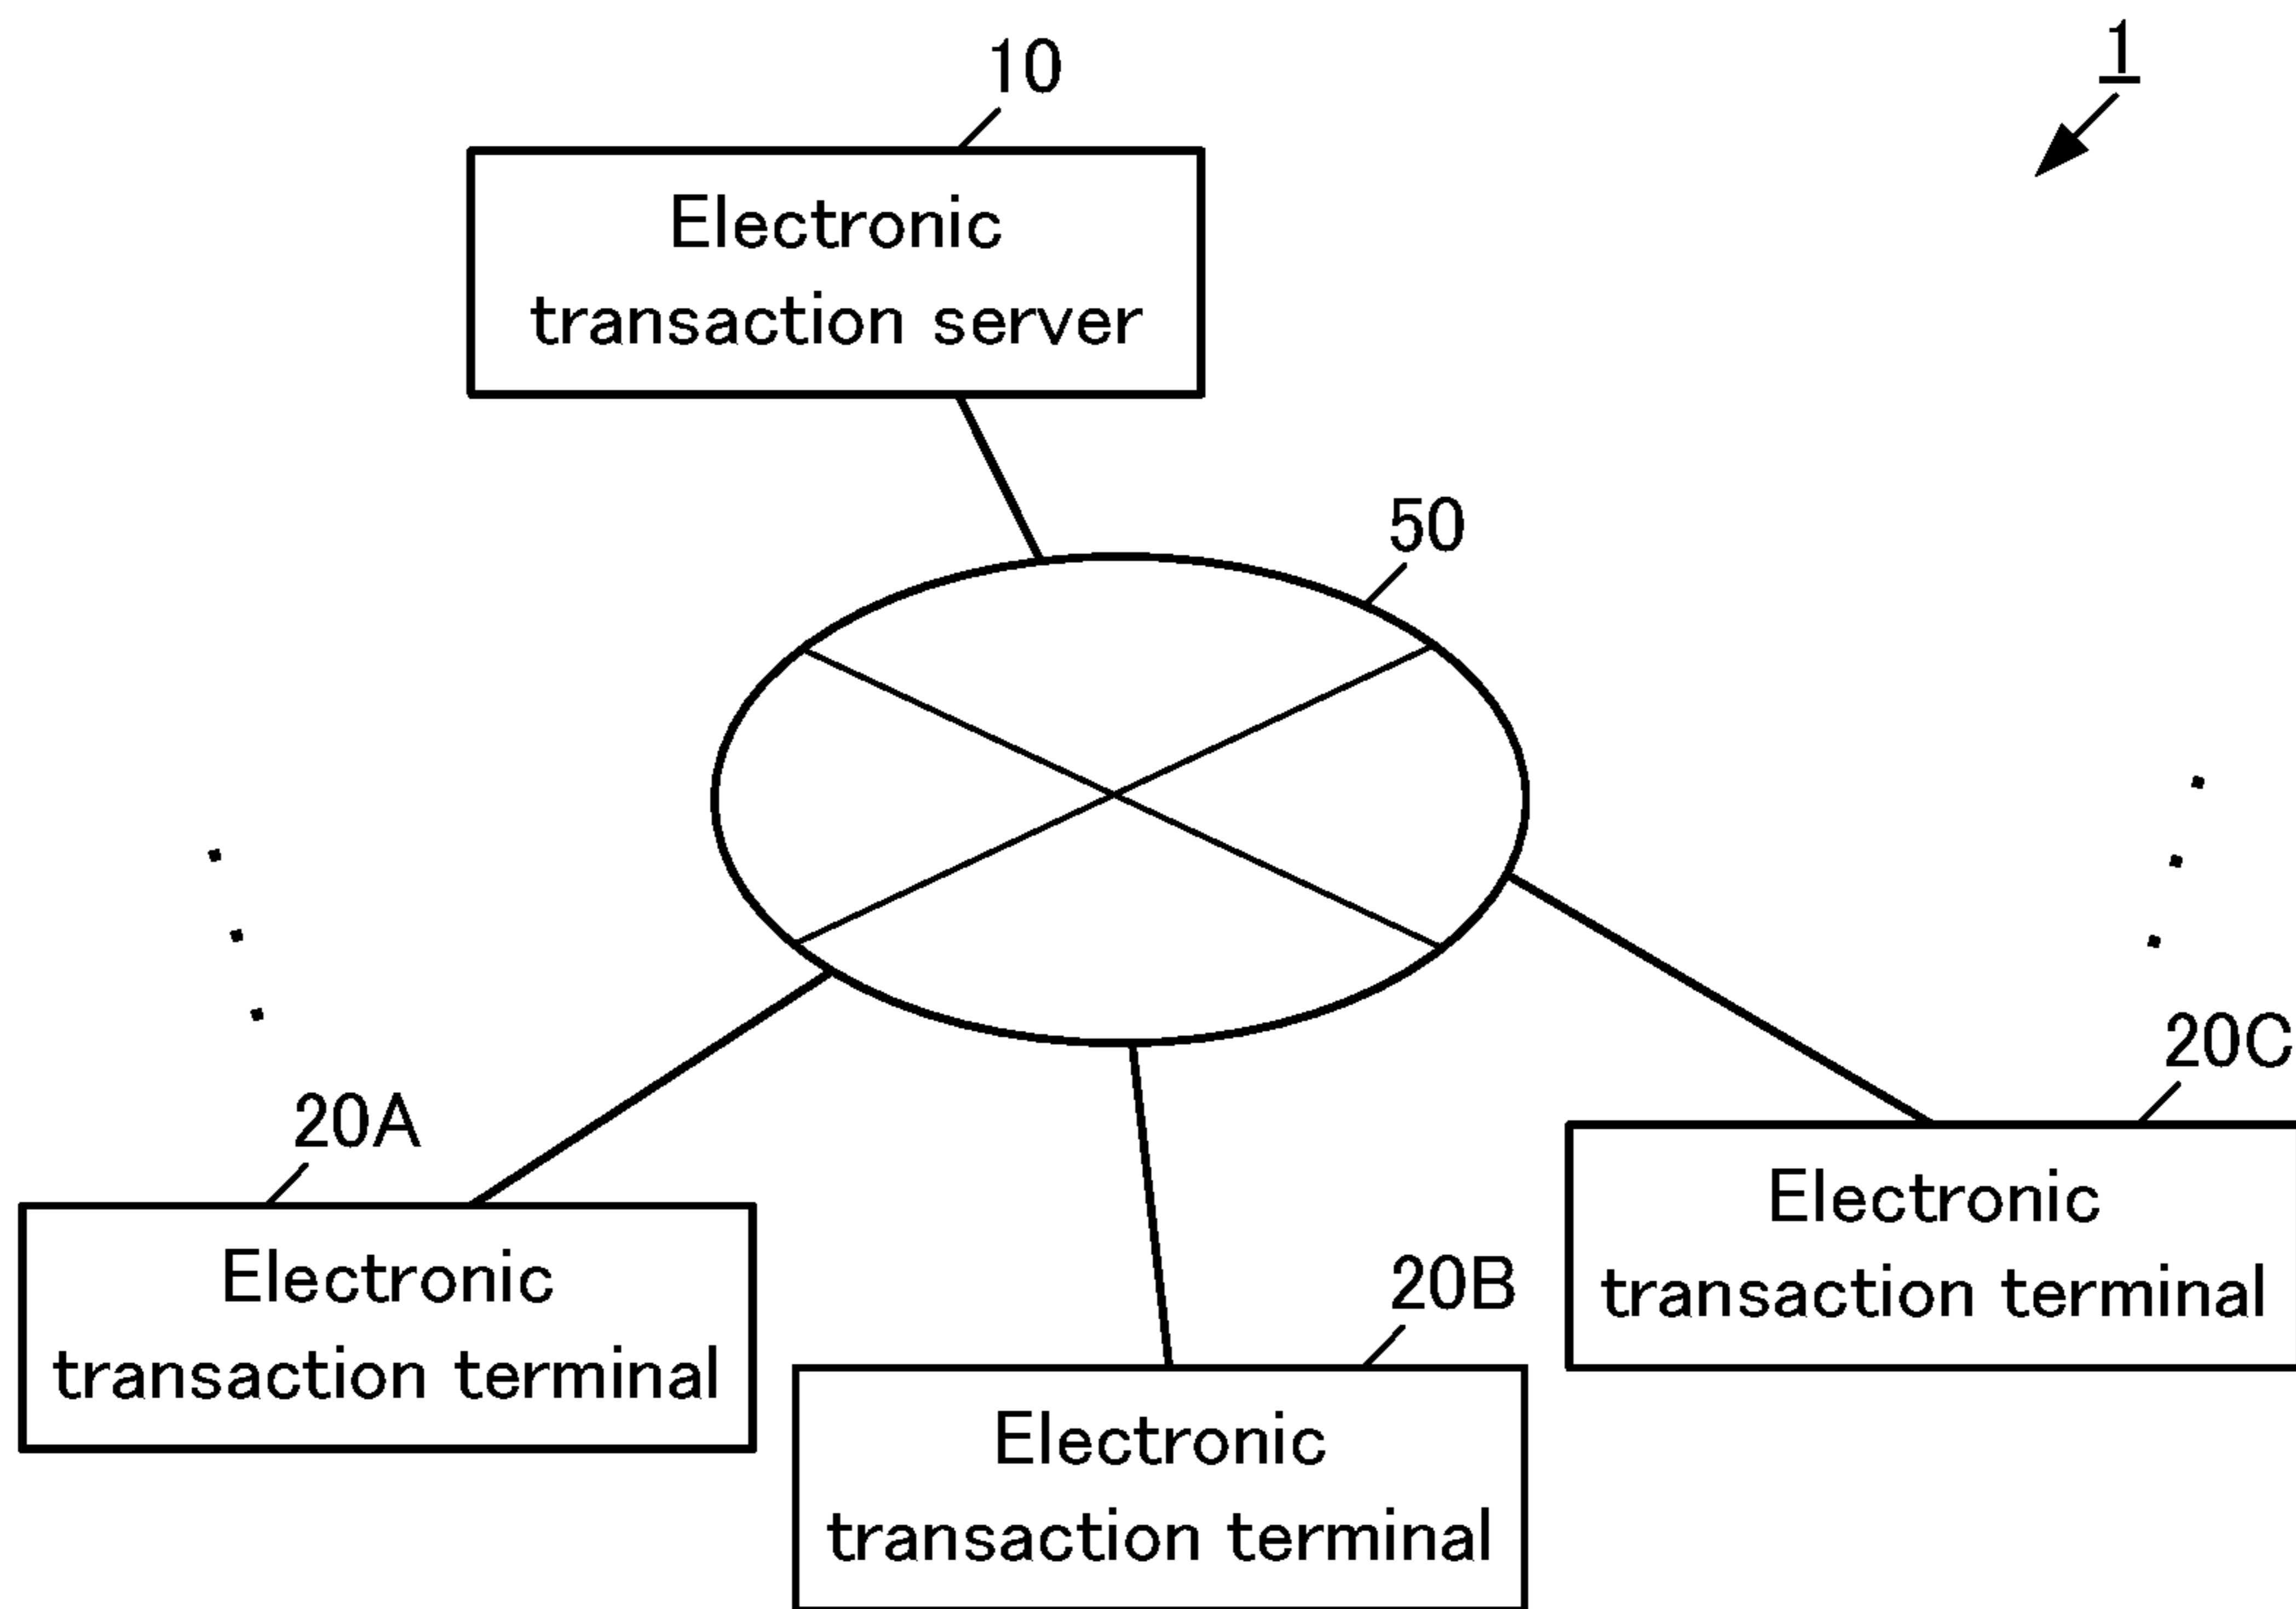 1
10
Electronic
transaction server
50
20A
Electronic
transaction terminal
20B
Electronic
transaction terminal
20C
Electronic
transaction terminal